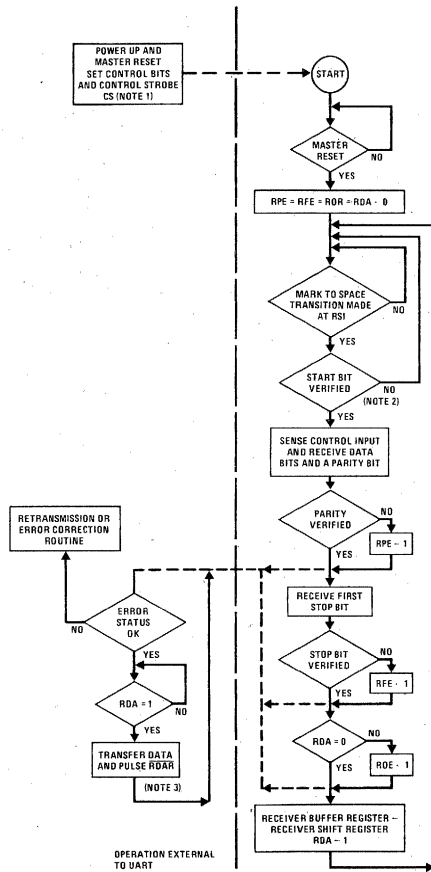 POWER UP AND
MASTER RESET
SET CONTROL BITS
AND CONTROL STROBE
CS (NOTE 1)
START
MASTER
RESET
NO
YES
RPE = RFE = ROR = RDA - 0
MARK TO SPACE
TRANSITION MADE
AT RSI
NO
YES
START BIT
VERIFIED
NO
(NOTE 2)
YES
SENSE CONTROL INPUT
AND RECEIVE DATA
BITS AND A PARITY BIT
PARITY
VERIFIED
NO
RPE - 1
YES
RETRANSMISSION OR
ERROR CORRECTION
ROUTINE
RECEIVE FIRST
STOP BIT
ERROR
STATUS
OK
NO
YES
STOP BIT
VERIFIED
NO
RFE - 1
YES
RDA = 1
NO
YES
RDA = 0
NO
ROE - 1
YES
TRANSFER DATA
AND PULSE RDAR
(NOTE 3)
RECEIVER BUFFER REGISTER -
RECEIVER SHIFT REGISTER
RDA - 1
OPERATION EXTERNAL
TO UART